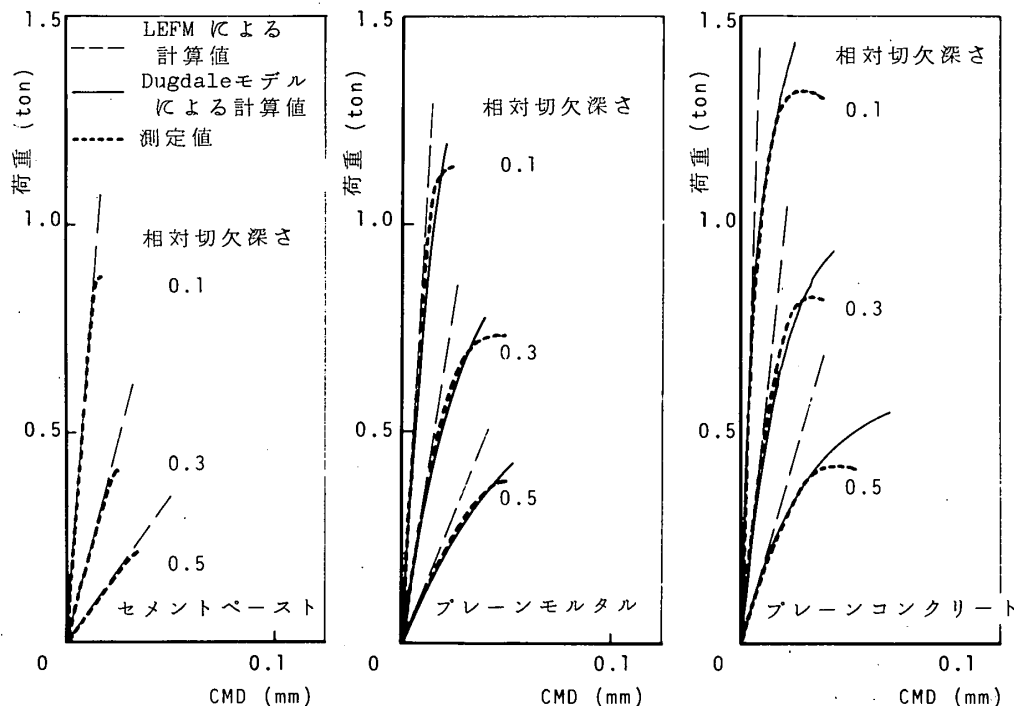 1.5
LEFM による
計算値
Dugdaleモデル
による計算値
測定値
荷重 (ton)
1.0
相対切欠深さ
0.1
0.5
0.3
0.5
セメントペースト
0
0.1
CMD (mm)
1.5
荷重 (ton)
相対切欠深さ
0.1
1.0
0.3
0.5
0.5
プレーンモルタル
0
0.1
CMD (mm)
1.5
荷重 (ton)
相対切欠深さ
0.1
1.0
0.3
0.5
0.5
プレーンコンクリート
0
0.1
CMD (mm)